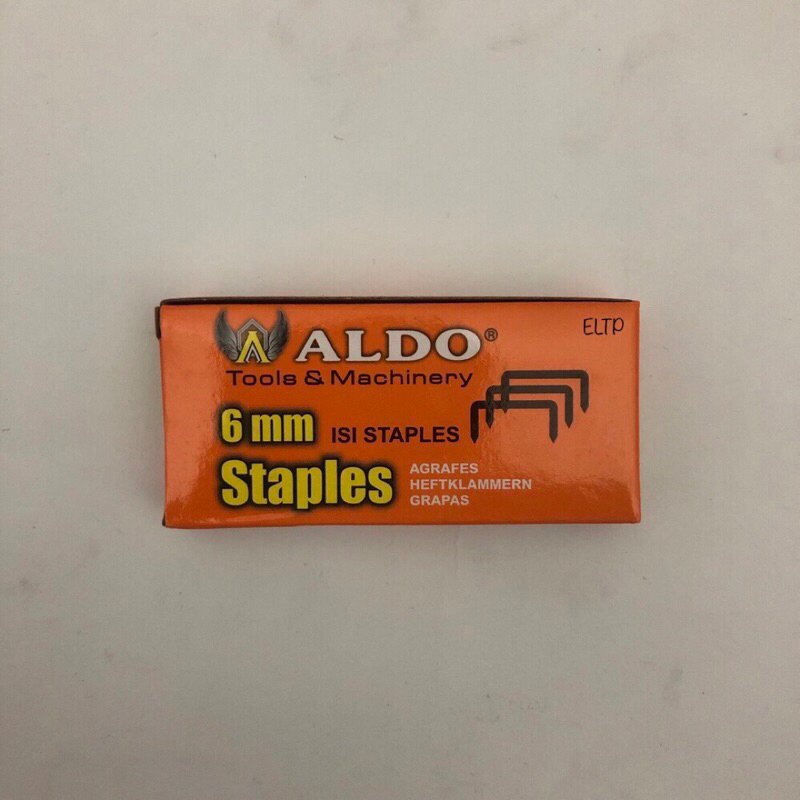 ALDO®
ELTP
Tools & Machinery
6 mm ISI STAPLES
Staples
AGRAFES
HEFTKLAMMERN
GRAPAS